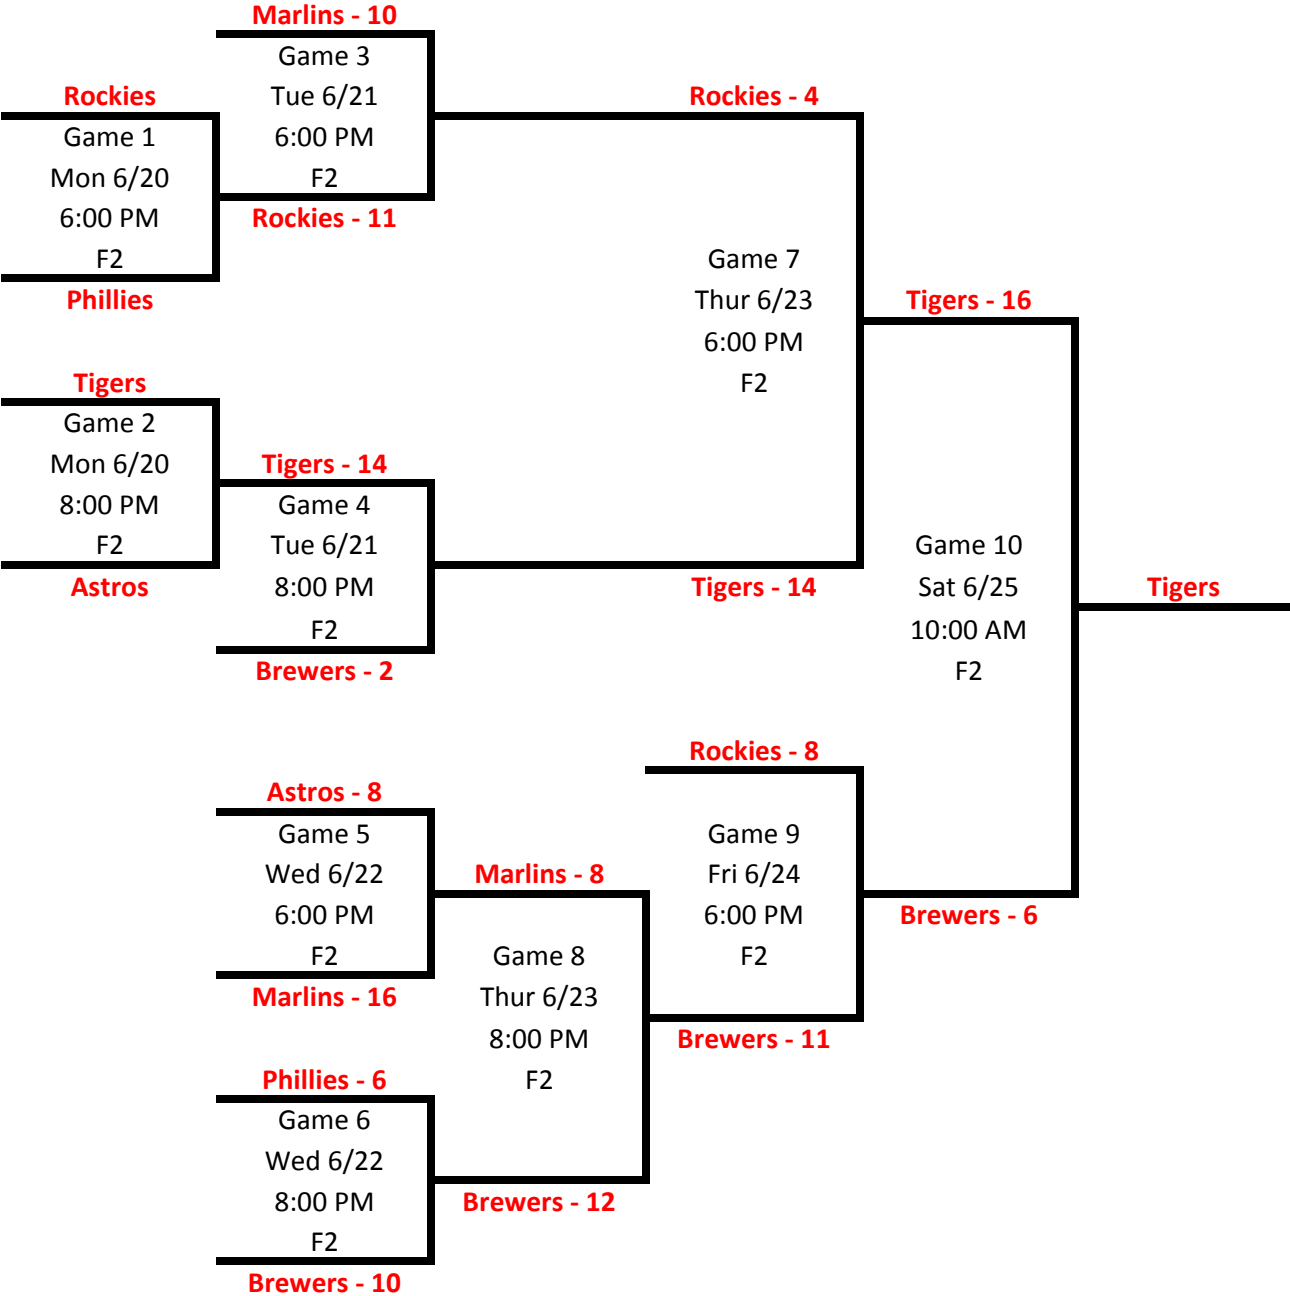 Marlins - 10
Game 3
Tue 6/21
6:00 PM
F2
Rockies - 11
Rockies
Game 1
Mon 6/20
6:00 PM
F2
Phillies
Tigers
Game 2
Mon 6/20
8:00 PM
F2
Astros
Tigers - 14
Game 4
Tue 6/21
8:00 PM
F2
Brewers - 2
Rockies - 4
Game 7
Thur 6/23
6:00 PM
F2
Tigers - 14
Tigers - 16
Game 10
Sat 6/25
10:00 AM
F2
Brewers - 6
Tigers
Astros - 8
Game 5
Wed 6/22
6:00 PM
F2
Marlins - 16
Phillies - 6
Game 6
Wed 6/22
8:00 PM
F2
Brewers - 10
Marlins - 8
Game 8
Thur 6/23
8:00 PM
F2
Brewers - 12
Rockies - 8
Game 9
Fri 6/24
6:00 PM
F2
Brewers - 11